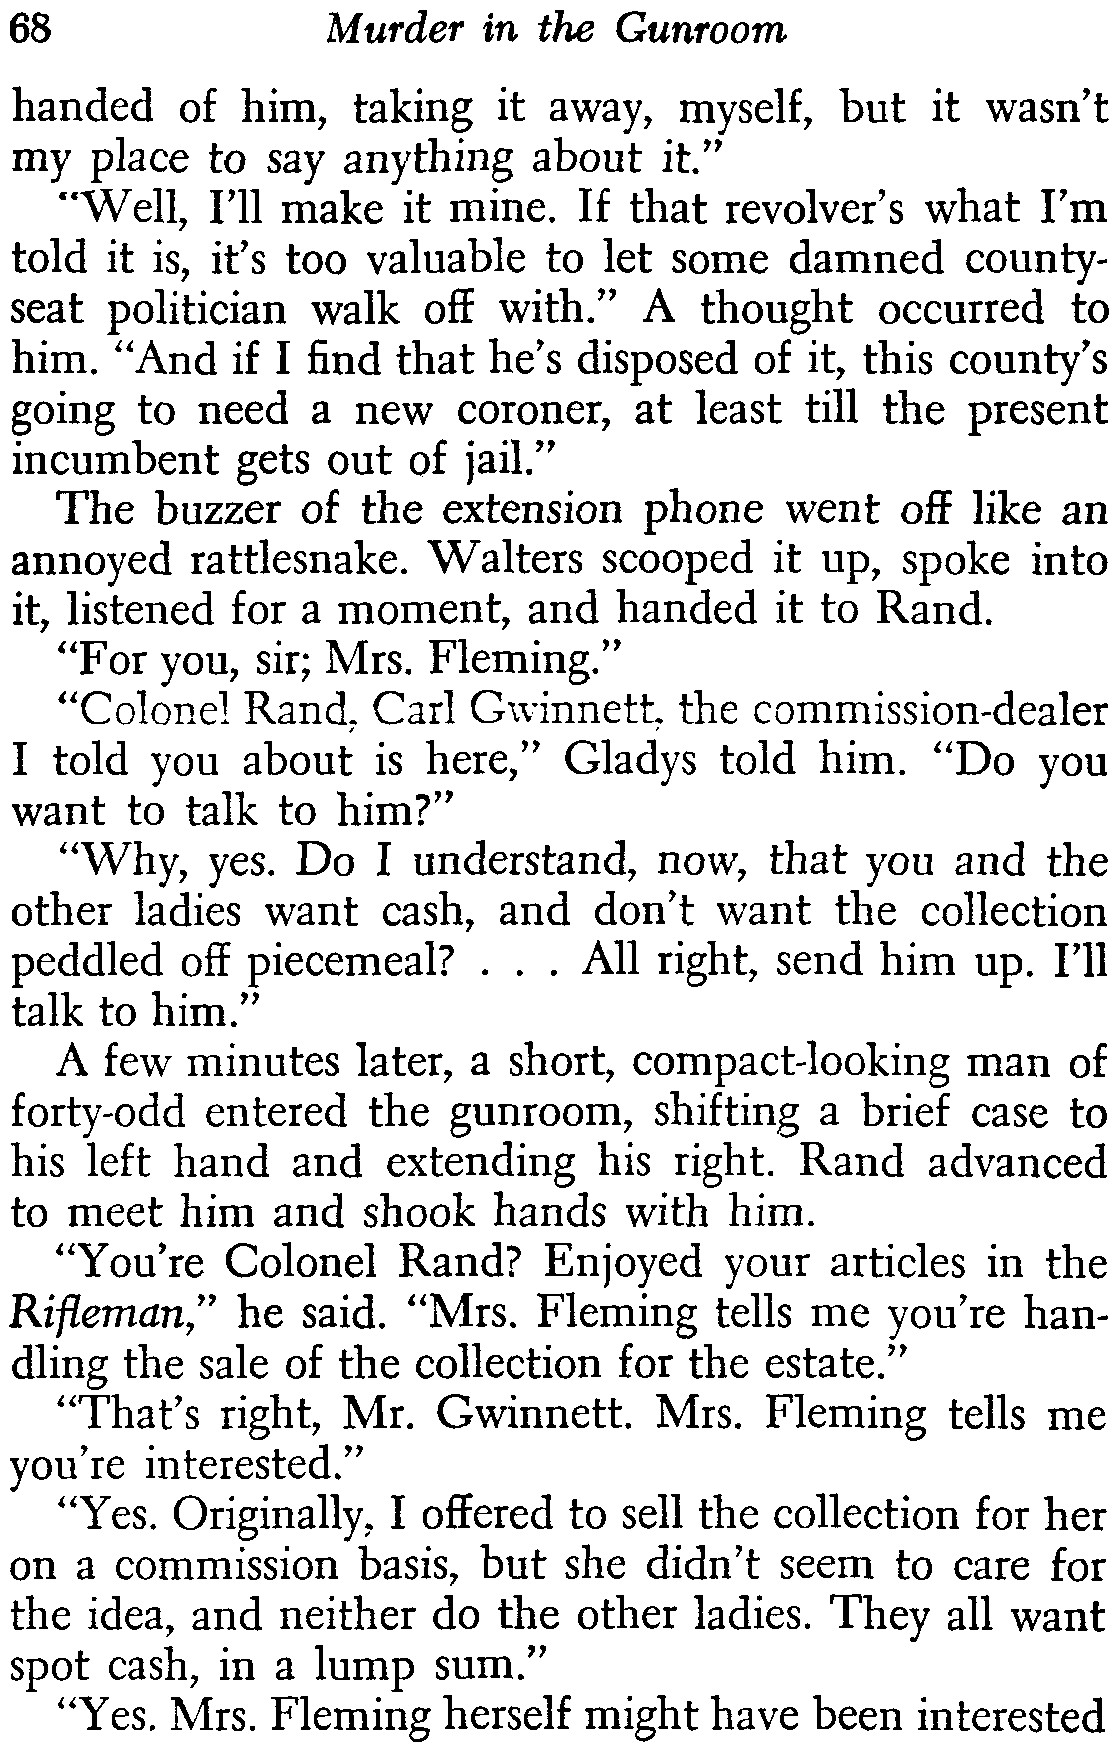 68 Murder in the Gunroom
handed of him, taking it away, myself, but it wasn't
my place to say anything about it."
"Well, I'll make it mine. If that revolver's what I'm
told it is, it's too valuable to let some damned county-
seat politician walk off with." A thought occurred to
him. "And if I find that he's disposed of it, this county's
going to need a new coroner, at least till the present
incumbent gets out of jail."
The buzzer of the extension phone went off like an
annoyed rattlesnake. Walters scooped it up, spoke into
it, listened for a moment, and handed it to Rand.
"For you, sir; Mrs. Fleming."
"Colonel Rand, Carl Gwinnett, the commission-dealer
I told you about is here," Gladys told him. "Do you
want to talk to him?"
"Why, yes. Do I understand, now, that you and the
other ladies want cash, and don't want the collection
peddled off piecemeal? . . . All right, send him up. I'll
talk to him."
A few minutes later, a short, compact-looking man of
forty-odd entered the gunroom, shifting a brief case to
his left hand and extending his right. Rand advanced
to meet him and shook hands with him.
"You're Colonel Rand? Enjoyed your articles in the
Rifleman," he said. "Mrs. Fleming tells me you're han-
dling the sale of the collection for the estate."
"That's right, Mr. Gwinnett. Mrs. Fleming tells me
you're interested."
"Yes. Originally, I offered to sell the collection for her
on a commission basis, but she didn't seem to care for
the idea, and neither do the other ladies. They all want
spot cash, in a lump sum."
"Yes. Mrs. Fleming herself might have been interested